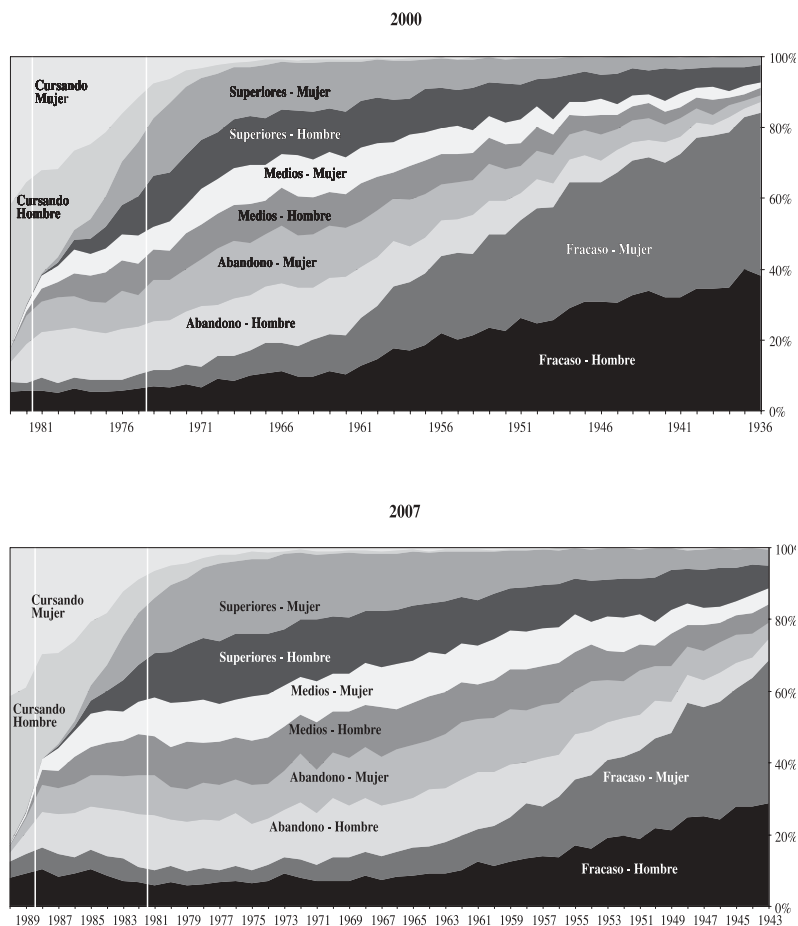 2000
100%
Cursando
Mujer
Superiores - Mujer
Superiores - Hombre
80%
Medios - Mujer
Cursando
Hombre
Medios - Hombre
60%
Fracaso - Mujer
Abandono - Mujer
40%
Abandono - Hombre
Fracaso - Hombre
20%
0%
1981 1976 1971 1966 1961 1956 1951 1946 1941 1936
2007
100%
Cursando
Mujer
Superiores - Mujer
80%
Superiores - Hombre
Medios - Mujer
60%
Cursando
Hombre
Medios - Hombre
Abandono - Mujer
Fracaso - Mujer
40%
Abandono - Hombre
20%
Fracaso - Hombre
0%
1989 1987 1985 1983 1981 1979 1977 1975 1973 1971 1969 1967 1965 1963 1961 1959 1957 1955 1953 1951 1949 1947 1945 1943